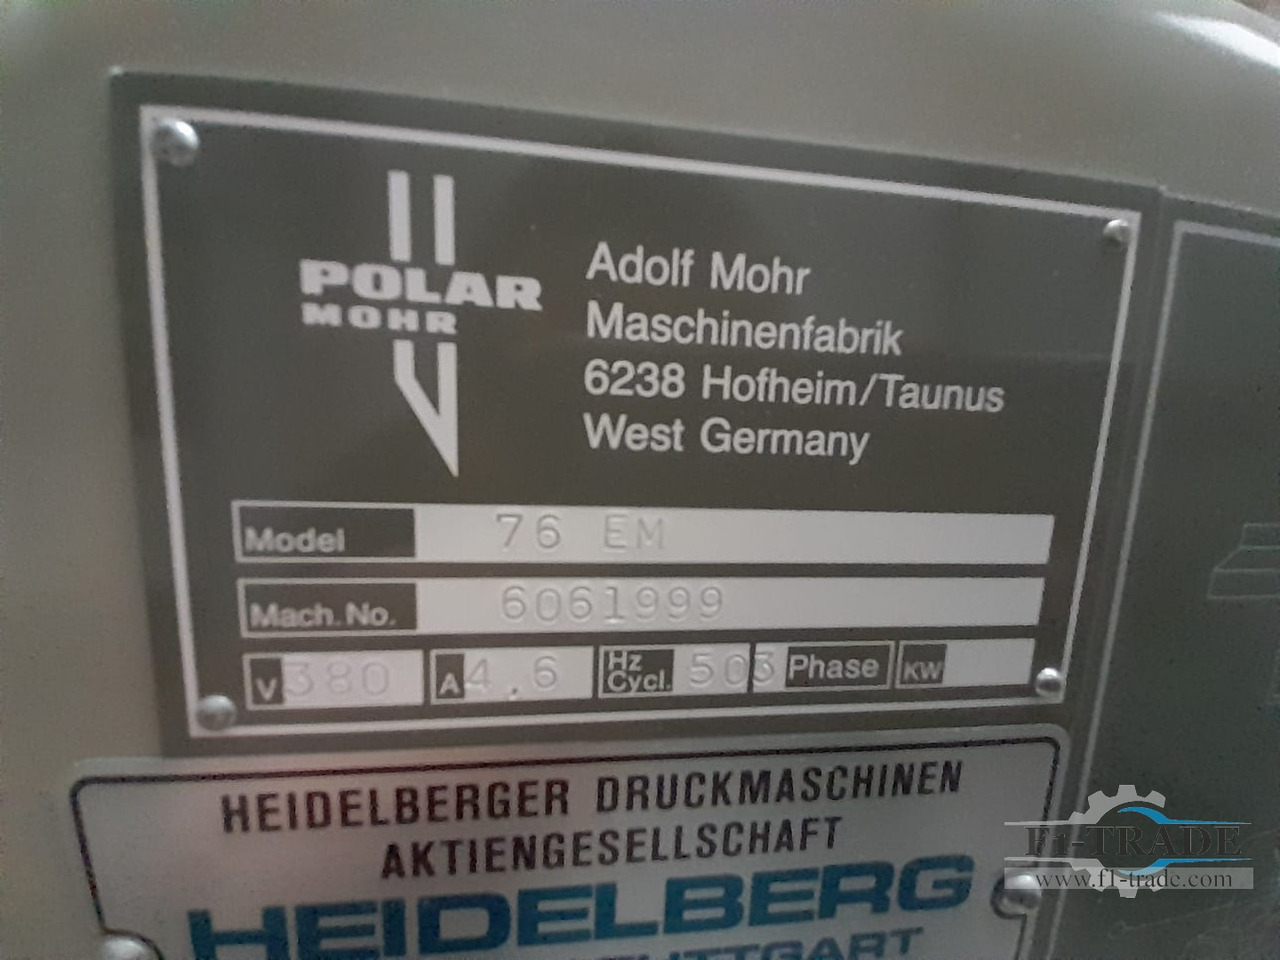 POLAR
MOHR
Adolf Mohr
Maschinenfabrik
6238 Hofheim/Taunus
West Germany
Model 76 EM
Mach.No. 6061999
V 380 A 4,6 Hz Cycl. 50 3 Phase KW
HEIDELBERGER DRUCKMASCHINEN
AKTIENGESELLSCHAFT
HEIDELBERG
F1-TRADE
www.f1-trade.com